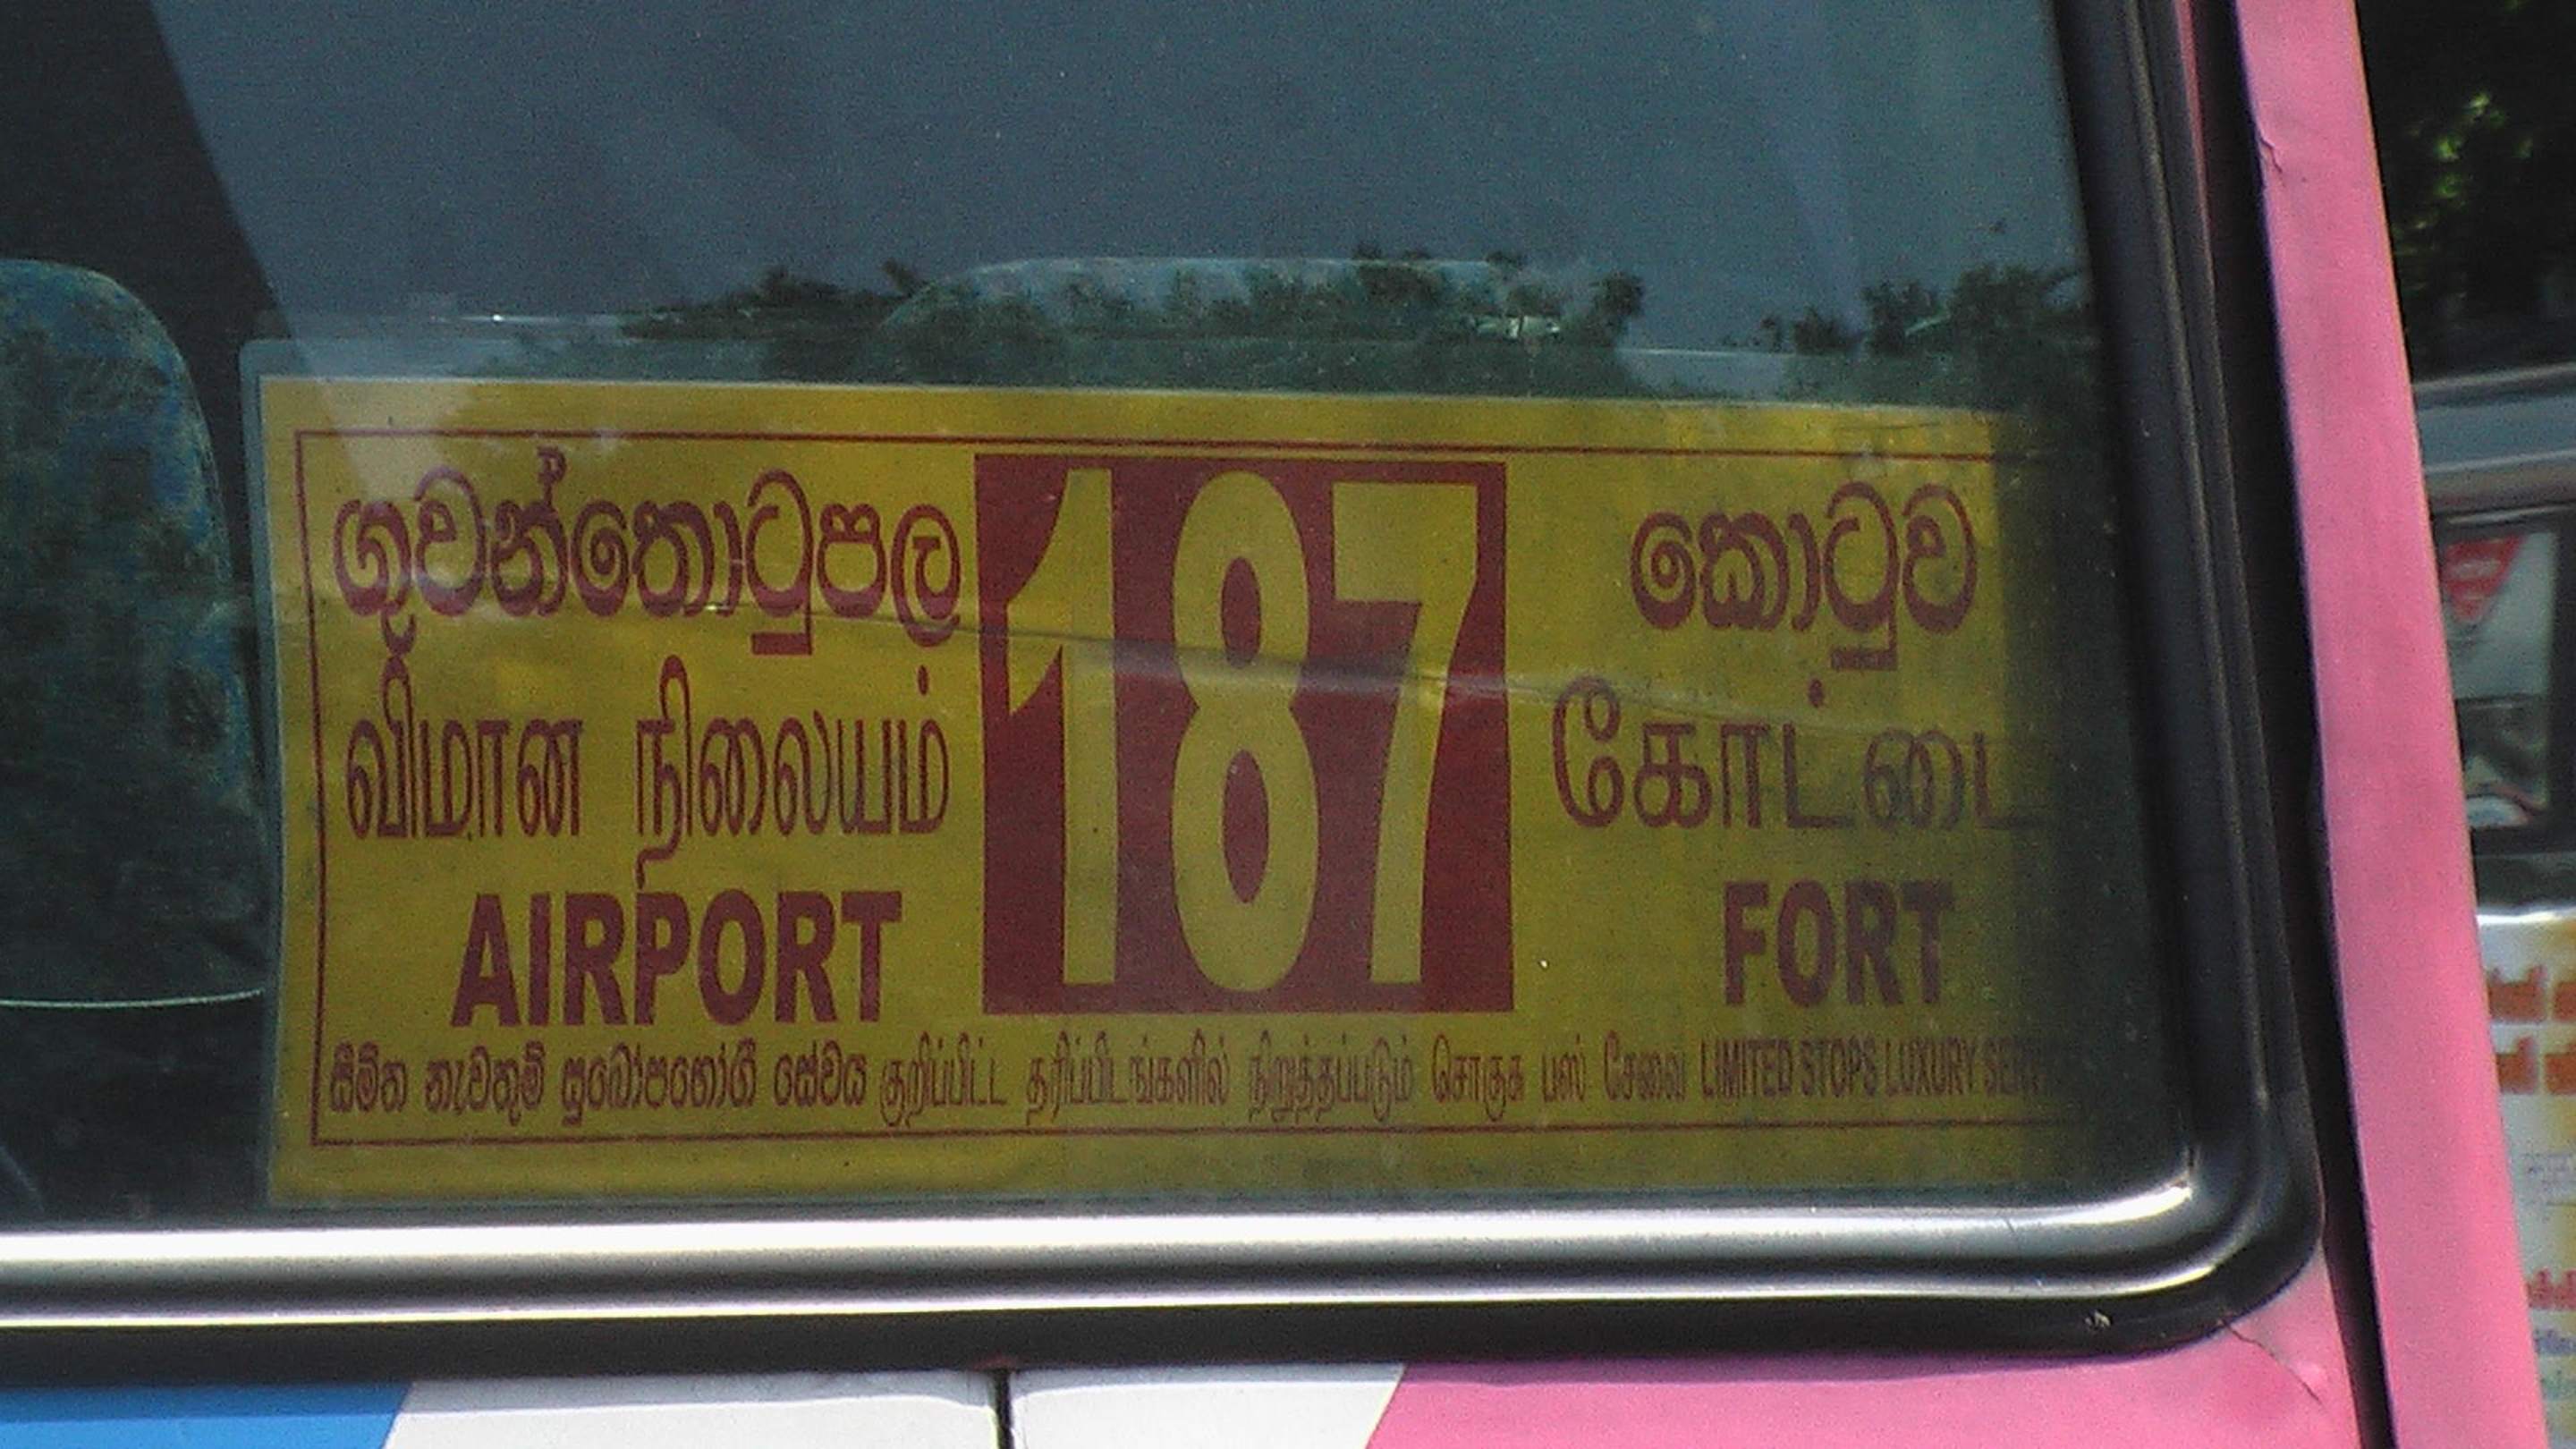 ගුවන්තොටුපල
விமான நிலையம்
AIRPORT
187
කොටුව
கோட்டை
FORT
සීමිත නැවතුම් සුඛෝපභෝගී සේවය குறிப்பிட்ட தரிப்பிடங்களில் நிறுத்தப்படும் சொகுசு பஸ் சேவை LIMITED STOPS LUXURY